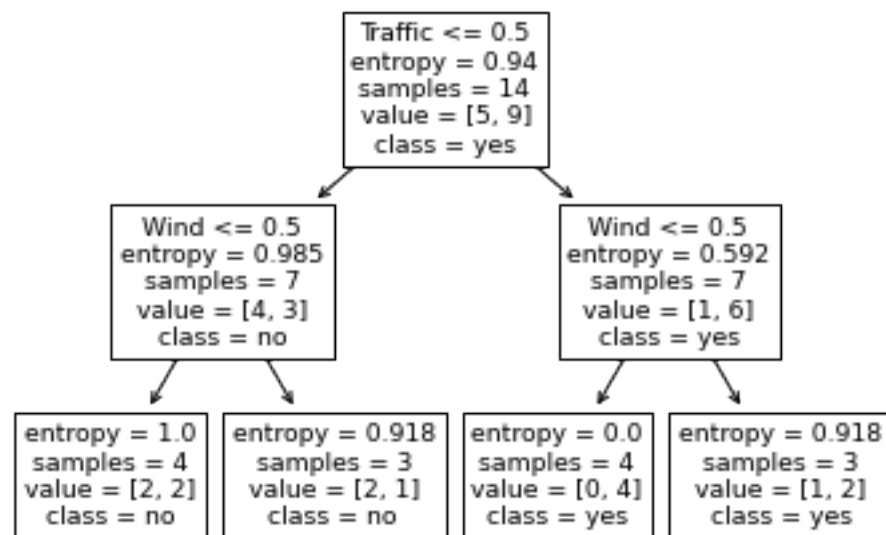 Traffic <= 0.5
entropy = 0.94
samples = 14
value = [5, 9]
class = yes
Wind <= 0.5
entropy = 0.985
samples = 7
value = [4, 3]
class = no
Wind <= 0.5
entropy = 0.592
samples = 7
value = [1, 6]
class = yes
entropy = 1.0
samples = 4
value = [2, 2]
class = no
entropy = 0.918
samples = 3
value = [2, 1]
class = no
entropy = 0.0
samples = 4
value = [0, 4]
class = yes
entropy = 0.918
samples = 3
value = [1, 2]
class = yes